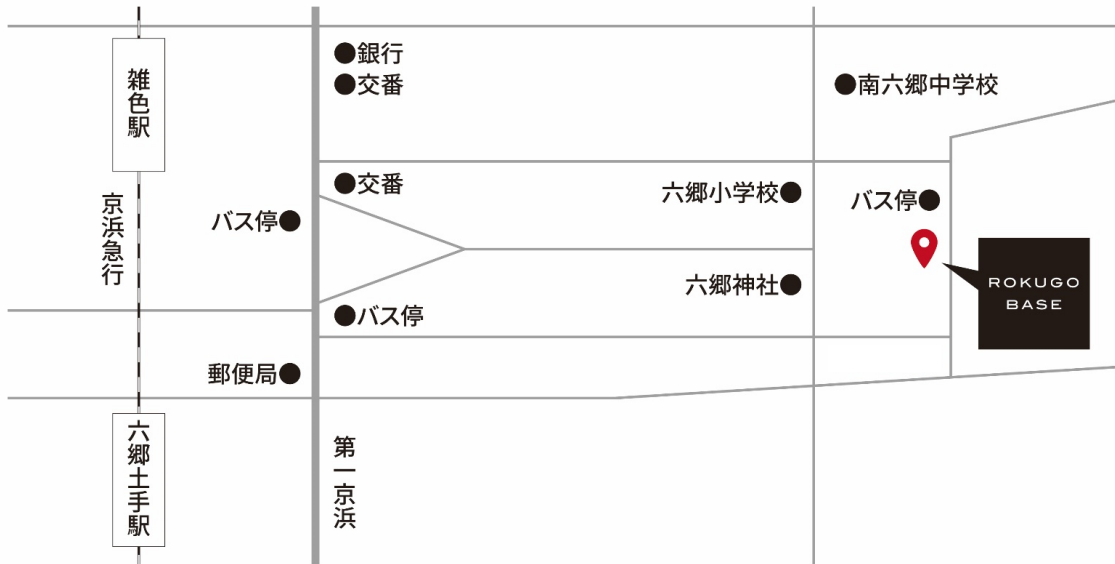 ●銀行
●交番
●南六郷中学校
雑色駅
●交番
六郷小学校●
バス停●
京浜急行
バス停●
六郷神社●
ROKUGO
BASE
●バス停
郵便局●
六郷土手駅
第一京浜